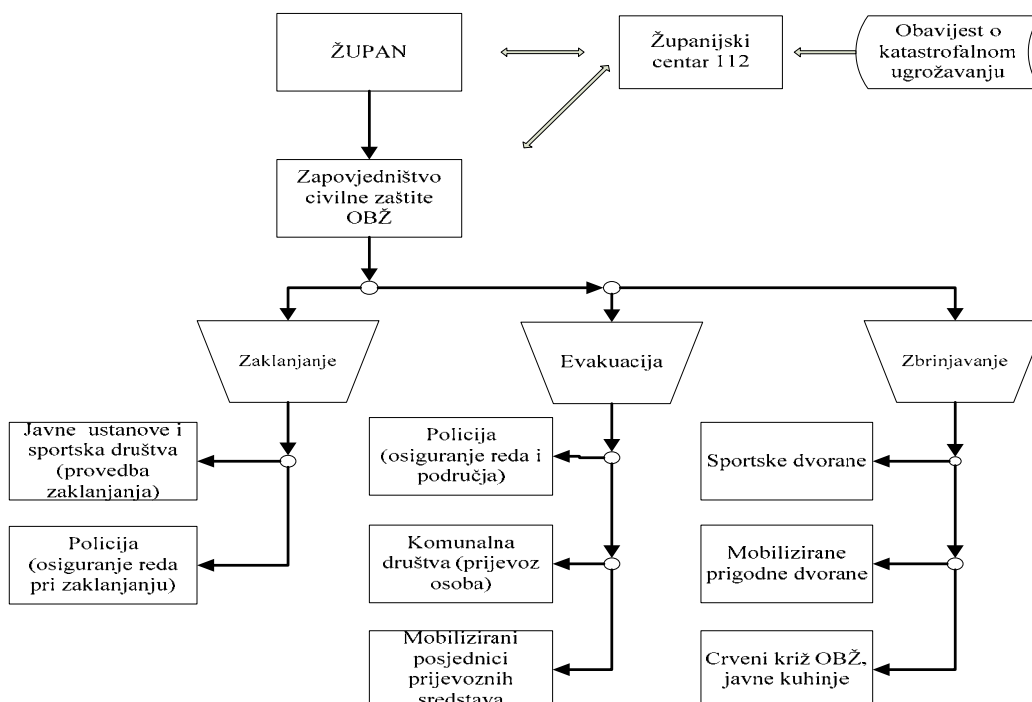 ŽUPAN
Županijski
centar 112
Obavijest o
katastrofalnom
ugrožavanju
Zapovjedništvo
civilne zaštite
OBŽ
Zaklanjanje
Evakuacija
Zbrinjavanje
Javne ustanove i
sportska društva
(provedba
zaklanjanja)
Policija
(osiguranje reda
pri zaklanjanju)
Policija
(osiguranje reda i
područja)
Komunalna
društva (prijevoz
osoba)
Mobilizirani
posjednici
prijevoznih
sredstava
Sportske dvorane
Mobilizirane
prigodne dvorane
Crveni križ OBŽ,
javne kuhinje